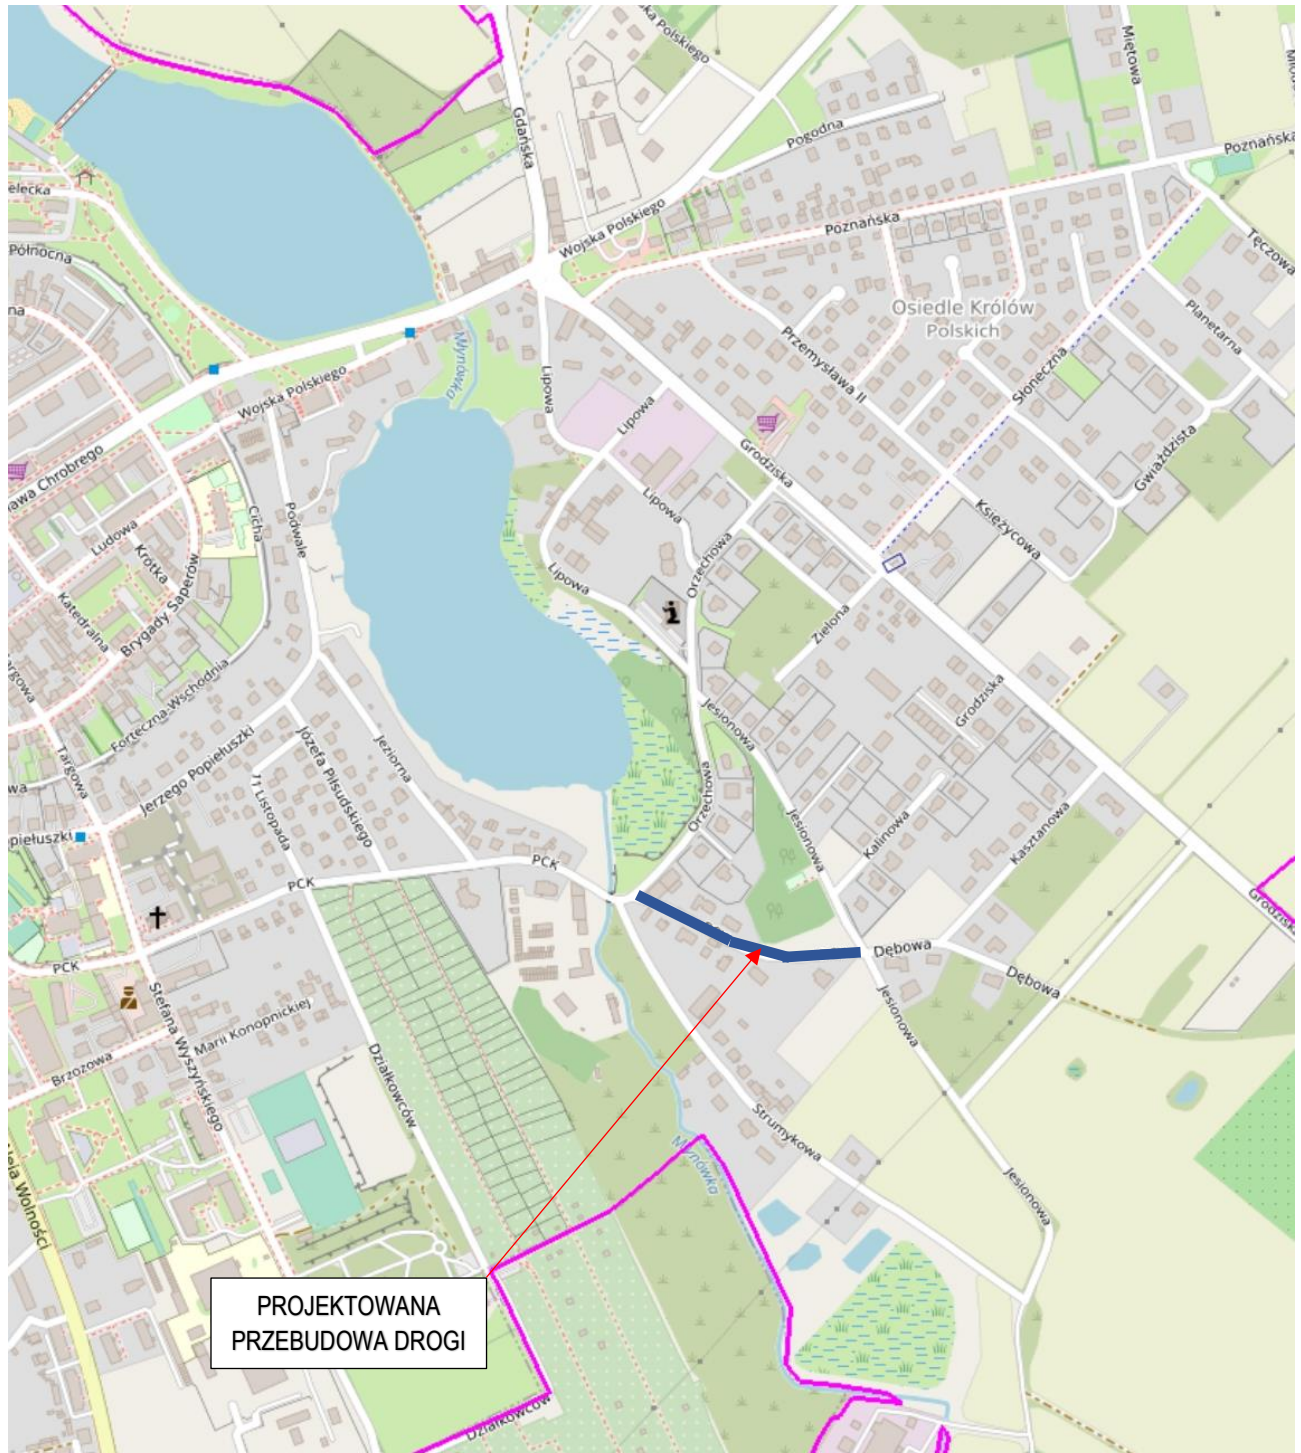 Wojska Polskiego
Miętowa
Gdańska
Pogodna
Poznańska
Wojska Polskiego
Poznańska
Tęczowa
Północna
Osiedle Królów
Polskich
Planetarna
Młynówka
Przemysława II
Słoneczna
Lipowa
Wojska Polskiego
Lipowa
Grodziska
Gwiaździsta
Lipowa
Podwale
Cicha
Ludowa
Krótka
Księżycowa
Orzechowa
Lipowa
Katedralna
Brygady Saperów
Zielona
Forteczna Wschodnia
Grodziska
Jesionowa
Targowa
Jerzego Popiełuszki
Józefa Piłsudskiego
Jeziorna
11 Listopada
Orzechowa
Jesionowa
Kalinowa
Kasztanowa
PCK
PCK
Grodziska
Dębowa
PCK
Dębowa
Stefana Wyszyńskiego
Marii Konopnickiej
Jesionowa
Brzozowa
Działkowców
Strumykowa
Młynówka
Jesionowa
PROJEKTOWANA
PRZEBUDOWA DROGI
Działkowców